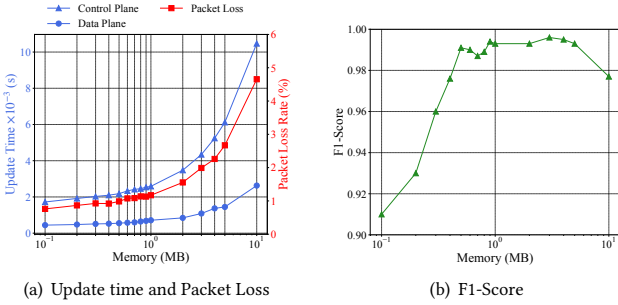 Control Plane
Packet Loss
Data Plane
Update Time ×10⁻³ (s)
10
8
6
4
2
0
6
5
4
3
2
1
0
Packet Loss Rate (%)
10⁻¹
10⁰
10¹
Memory (MB)
(a) Update time and Packet Loss
F1-Score
1.00
0.98
0.96
0.94
0.92
0.90
10⁻¹
10⁰
10¹
Memory (MB)
(b) F1-Score